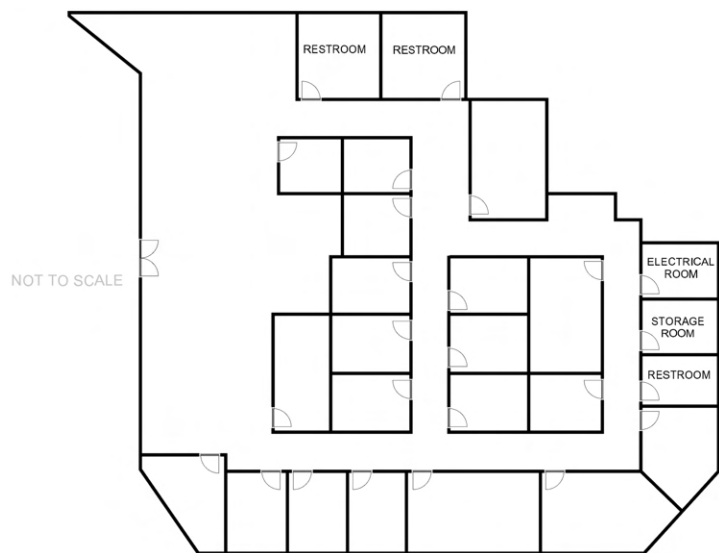 RESTROOM
RESTROOM
ELECTRICAL
ROOM
NOT TO SCALE
STORAGE
ROOM
RESTROOM